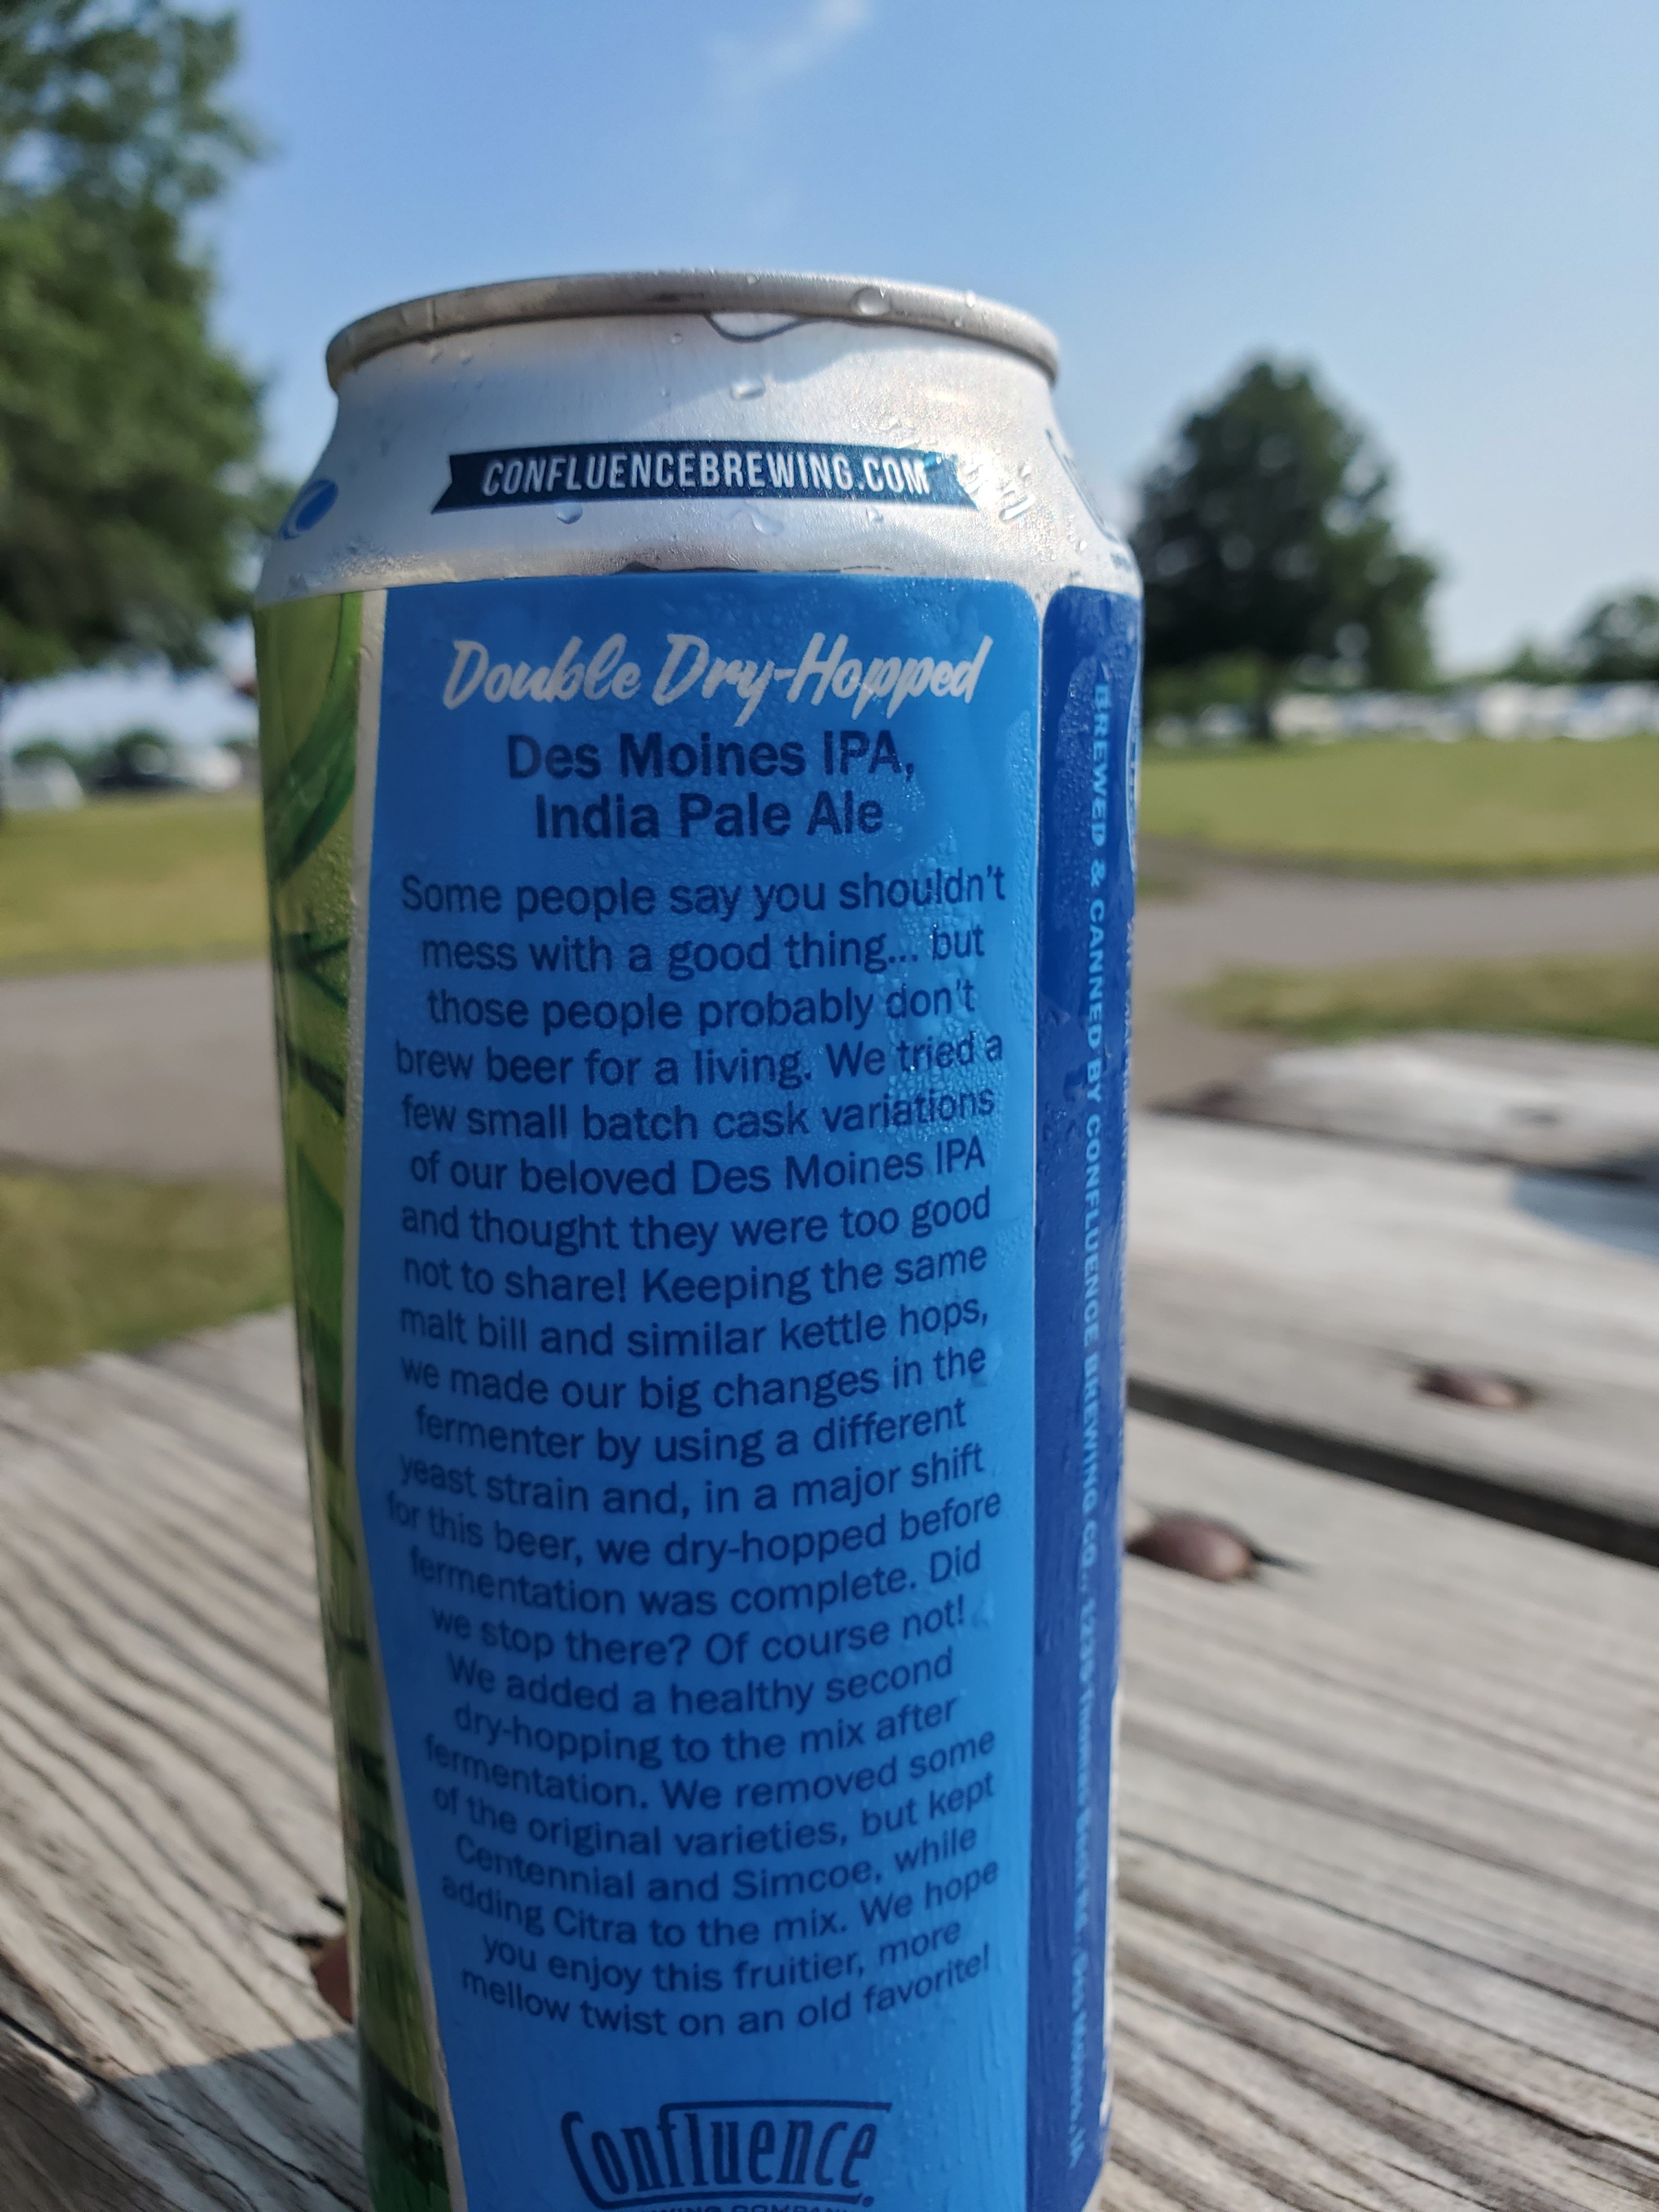 CONFLUENCEBREWING.COM
Double Dry-Hopped
Des Moines IPA,
India Pale Ale
Some people say you shouldn't
mess with a good thing... but
those people probably don't
brew beer for a living. We tried a
few small batch cask variations
of our beloved Des Moines IPA
and thought they were too good
not to share! Keeping the same
malt bill and similar kettle hops,
we made our big changes in the
fermenter by using a different
yeast strain and, in a major shift
for this beer, we dry-hopped before
fermentation was complete. Did
we stop there? Of course not!
We added a healthy second
dry-hopping to the mix after
fermentation. We removed some
of the original varieties, but kept
Centennial and Simcoe, while
adding Citra to the mix. We hope
you enjoy this fruitier, more
mellow twist on an old favorite!
Confluence
BREWED & CANNED BY CONFLUENCE BREWING CO.